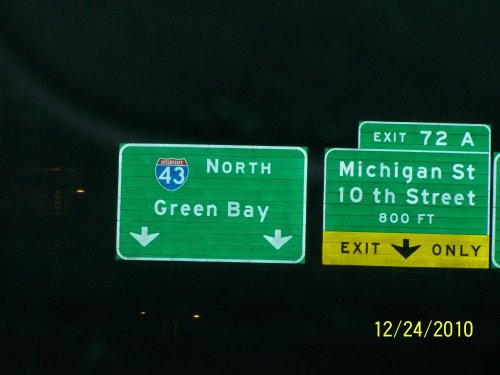 INTERSTATE
43
NORTH
Green Bay
EXIT 72 A
Michigan St
10 th Street
800 FT
EXIT ONLY
12/24/2010